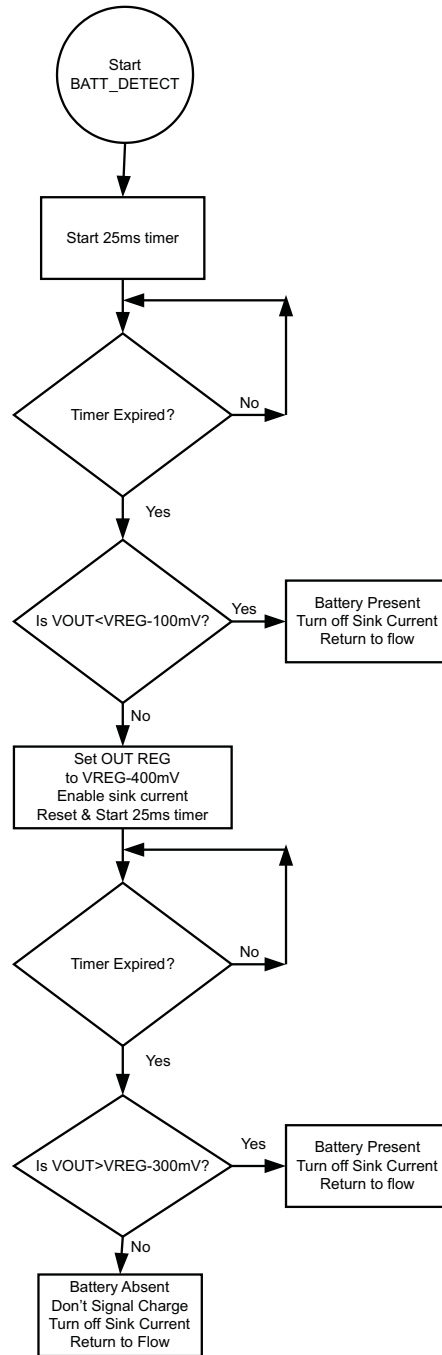 Start
BATT_DETECT
Start 25ms timer
Timer Expired?
No
Yes
Is VOUT<VREG-100mV?
Yes
Battery Present
Turn off Sink Current
Return to flow
No
Set OUT REG
to VREG-400mV
Enable sink current
Reset & Start 25ms timer
Timer Expired?
No
Yes
Is VOUT>VREG-300mV?
Yes
Battery Present
Turn off Sink Current
Return to flow
No
Battery Absent
Don't Signal Charge
Turn off Sink Current
Return to Flow